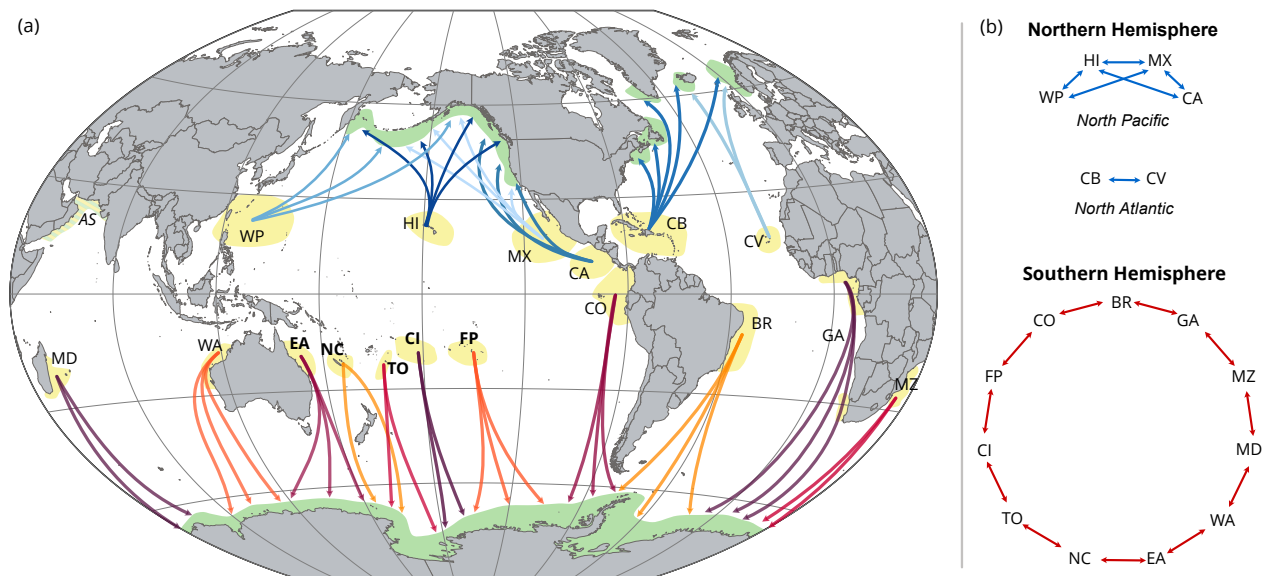 (a)
AS
WP
HI
MX
CA
CB
CV
CO
MD
WA
EA
NC
TO
CI
FP
BR
GA
MZ
(b)
Northern Hemisphere
HI MX
WP CA
North Pacific
CB CV
North Atlantic
Southern Hemisphere
BR
CO GA
FP MZ
CI MD
TO WA
NC EA